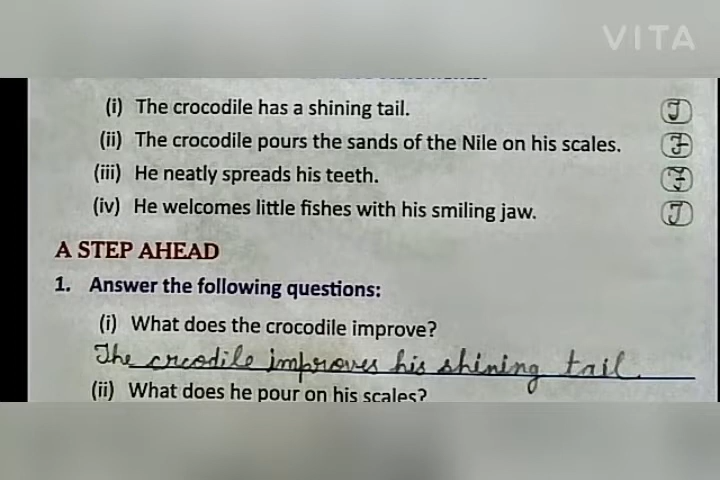 VITA
(i) The crocodile has a shining tail. T
(ii) The crocodile pours the sands of the Nile on his scales. F
(iii) He neatly spreads his teeth. F
(iv) He welcomes little fishes with his smiling jaw. T
A STEP AHEAD
1. Answer the following questions:
(i) What does the crocodile improve?
The crcodile improves his shining tail.
(ii) What does he pour on his scales?